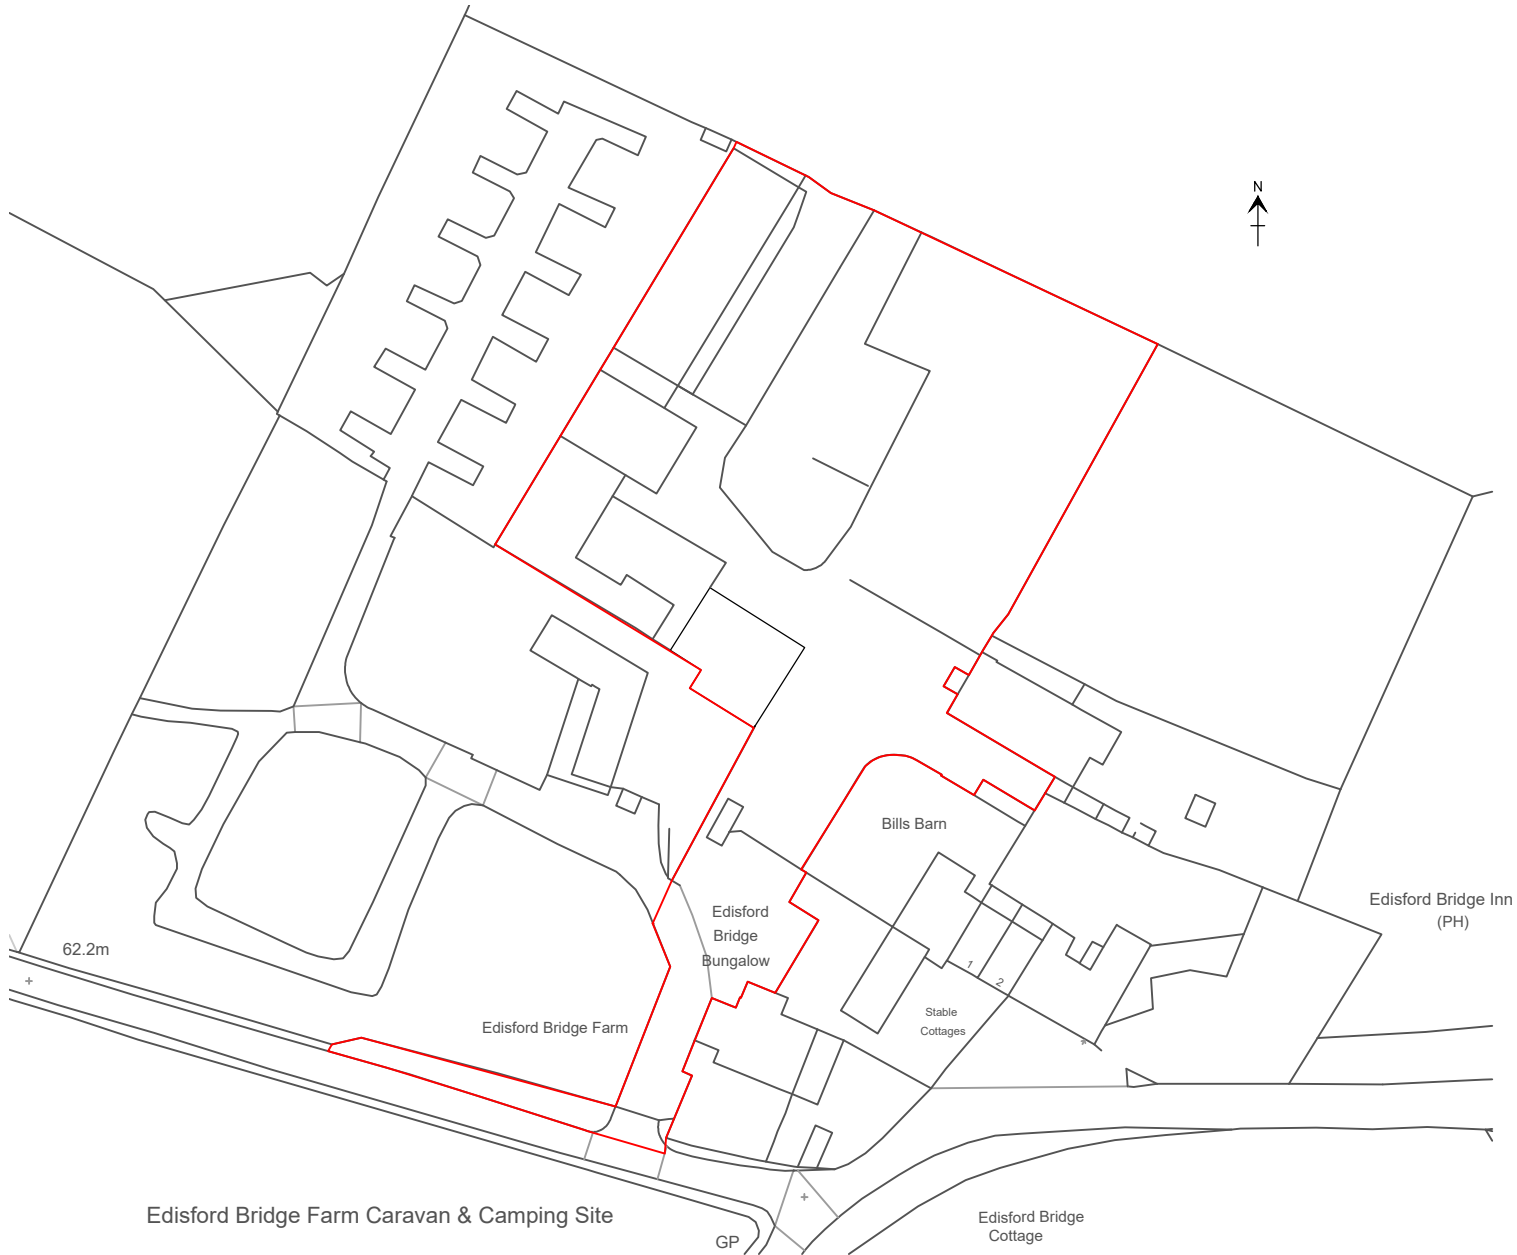 N
Bills Barn
Edisford Bridge Inn
(PH)
Edisford
Bridge
Bungalow
62.2m
1
2
Stable
Cottages
Edisford Bridge Farm
Edisford Bridge Farm Caravan & Camping Site
GP
Edisford Bridge
Cottage